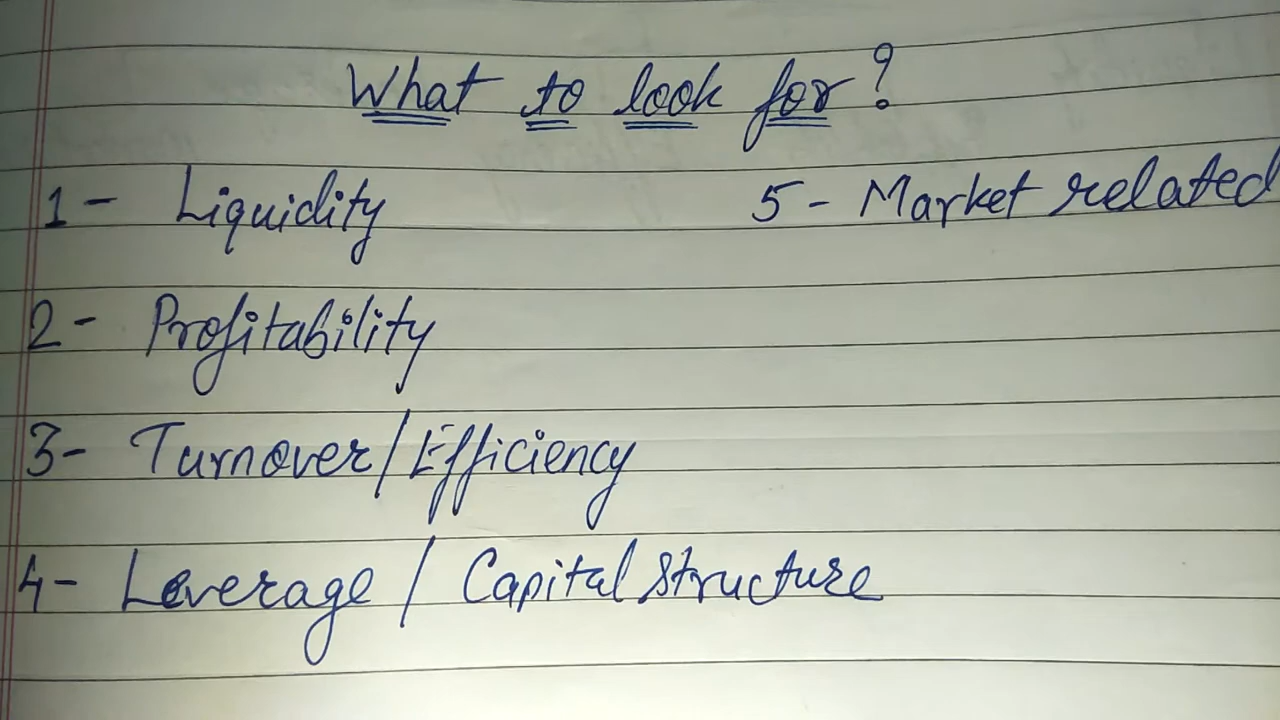 What to look for?
1- Liquidity
2- Profitability
3- Turnover/Efficiency
4- Leverage / Capital Structure
5- Market related